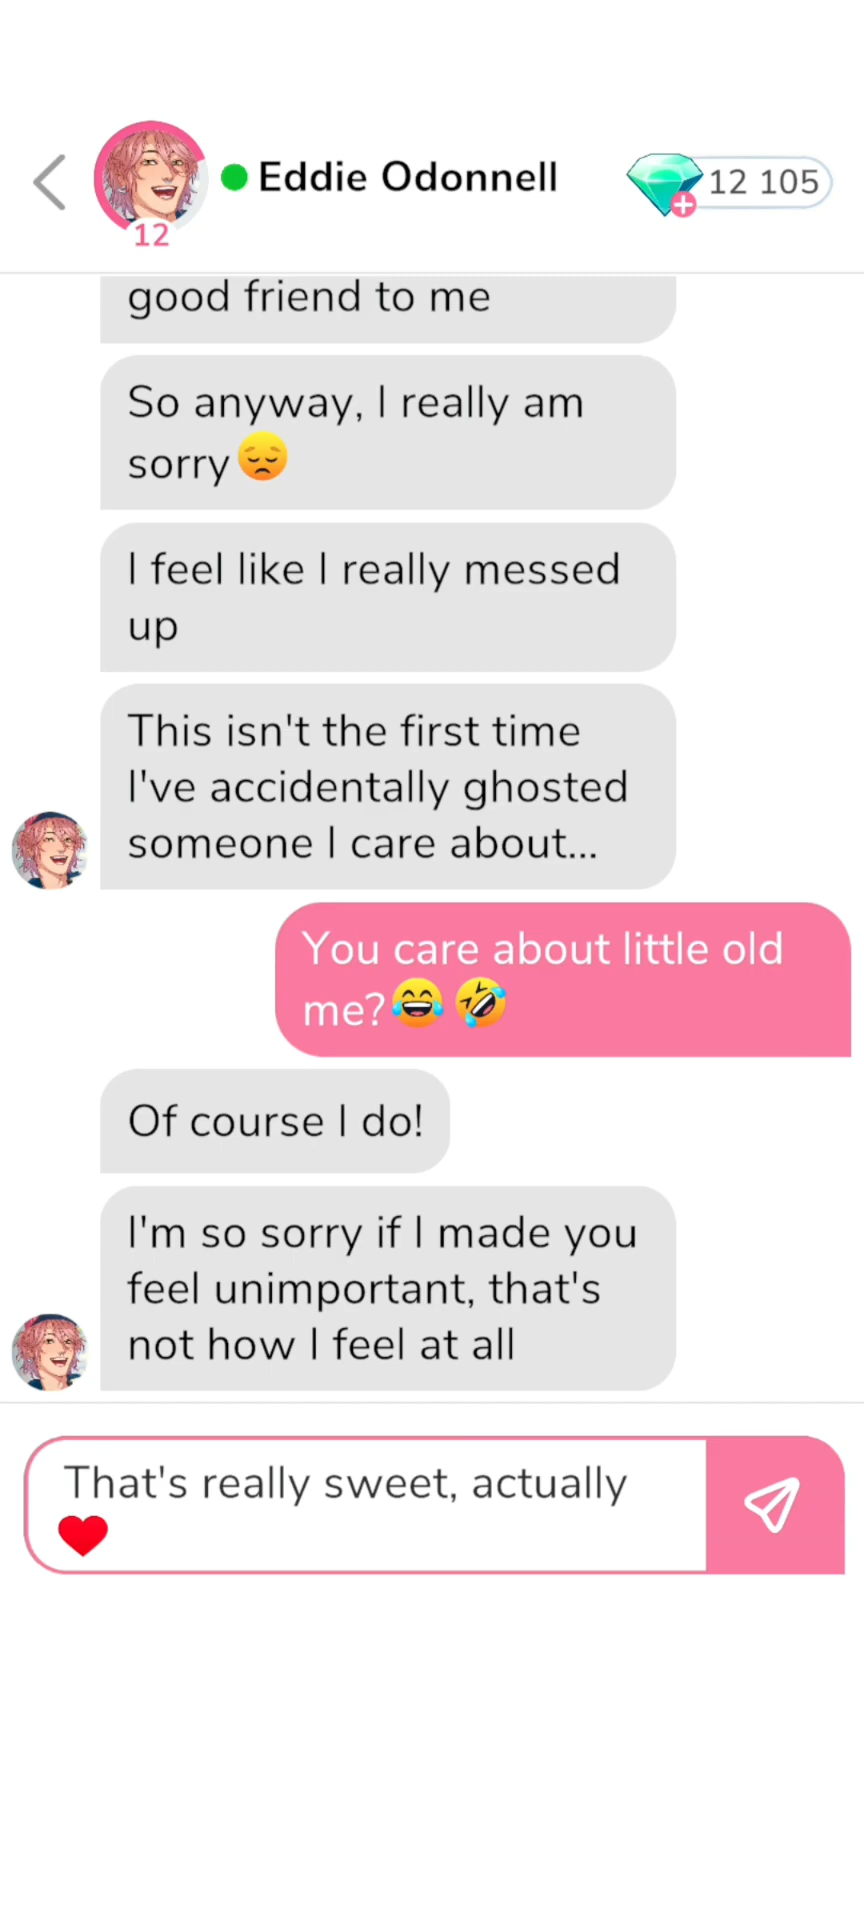 Eddie Odonnell
12 105
12
good friend to me
So anyway, I really am
sorry😞
I feel like I really messed
up
This isn't the first time
I've accidentally ghosted
someone I care about...
You care about little old
me?😂🤣
Of course I do!
I'm so sorry if I made you
feel unimportant, that's
not how I feel at all
That's really sweet, actually
❤️